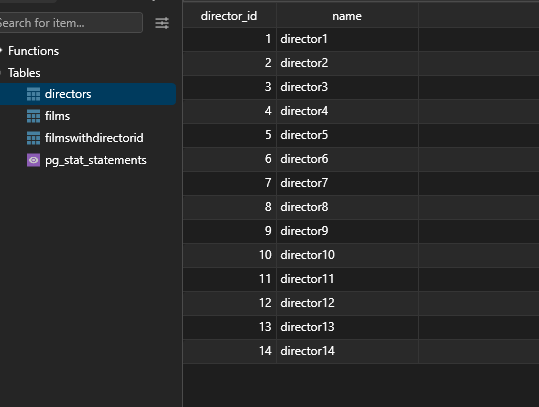 Search for item...
Functions
Tables
directors
films
filmswithdirectorid
pg_stat_statements
director_id name
1 director1
2 director2
3 director3
4 director4
5 director5
6 director6
7 director7
8 director8
9 director9
10 director10
11 director11
12 director12
13 director13
14 director14